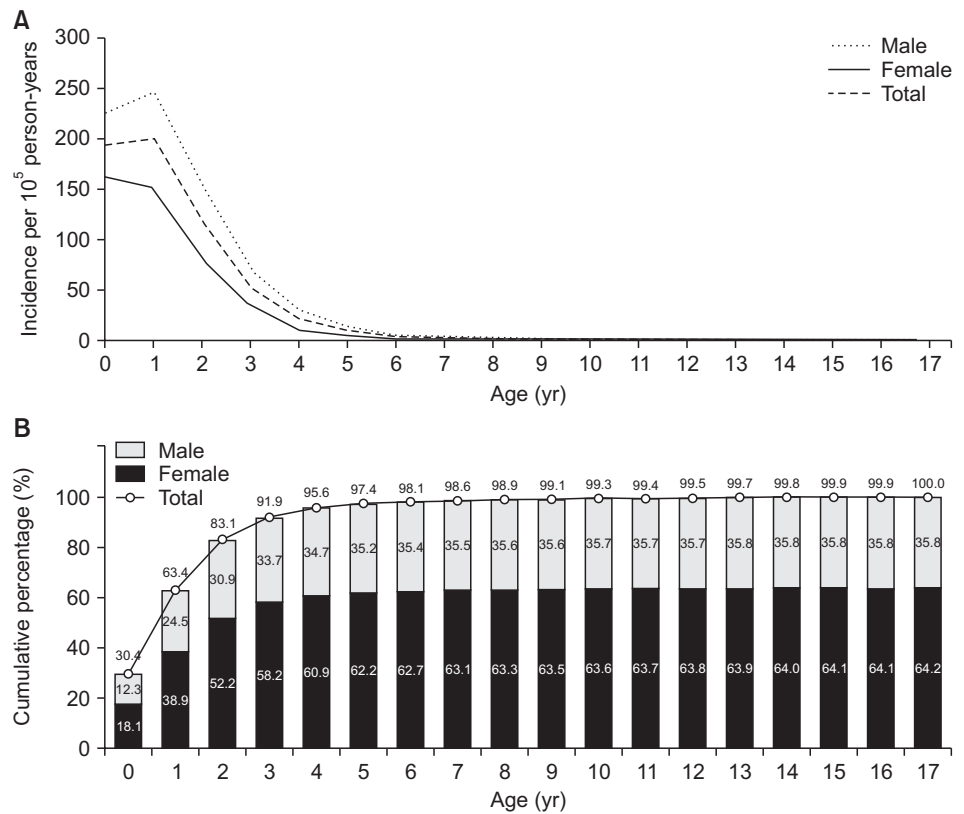 A
Incidence per 10⁵ person-years
300
250
200
150
100
50
0
Male
Female
Total
0 1 2 3 4 5 6 7 8 9 10 11 12 13 14 15 16 17
Age (yr)
B
Cumulative percentage (%)
Male
Female
Total
100
80
60
40
20
0
30.4 63.4 83.1 91.9 95.6 97.4 98.1 98.6 98.9 99.1 99.3 99.4 99.5 99.7 99.8 99.9 99.9 100.0
12.3 24.5 30.9 33.7 34.7 35.2 35.4 35.5 35.6 35.6 35.7 35.7 35.7 35.8 35.8 35.8 35.8 35.8
18.1 38.9 52.2 58.2 60.9 62.2 62.7 63.1 63.3 63.5 63.6 63.7 63.8 63.9 64.0 64.1 64.1 64.2
0 1 2 3 4 5 6 7 8 9 10 11 12 13 14 15 16 17
Age (yr)